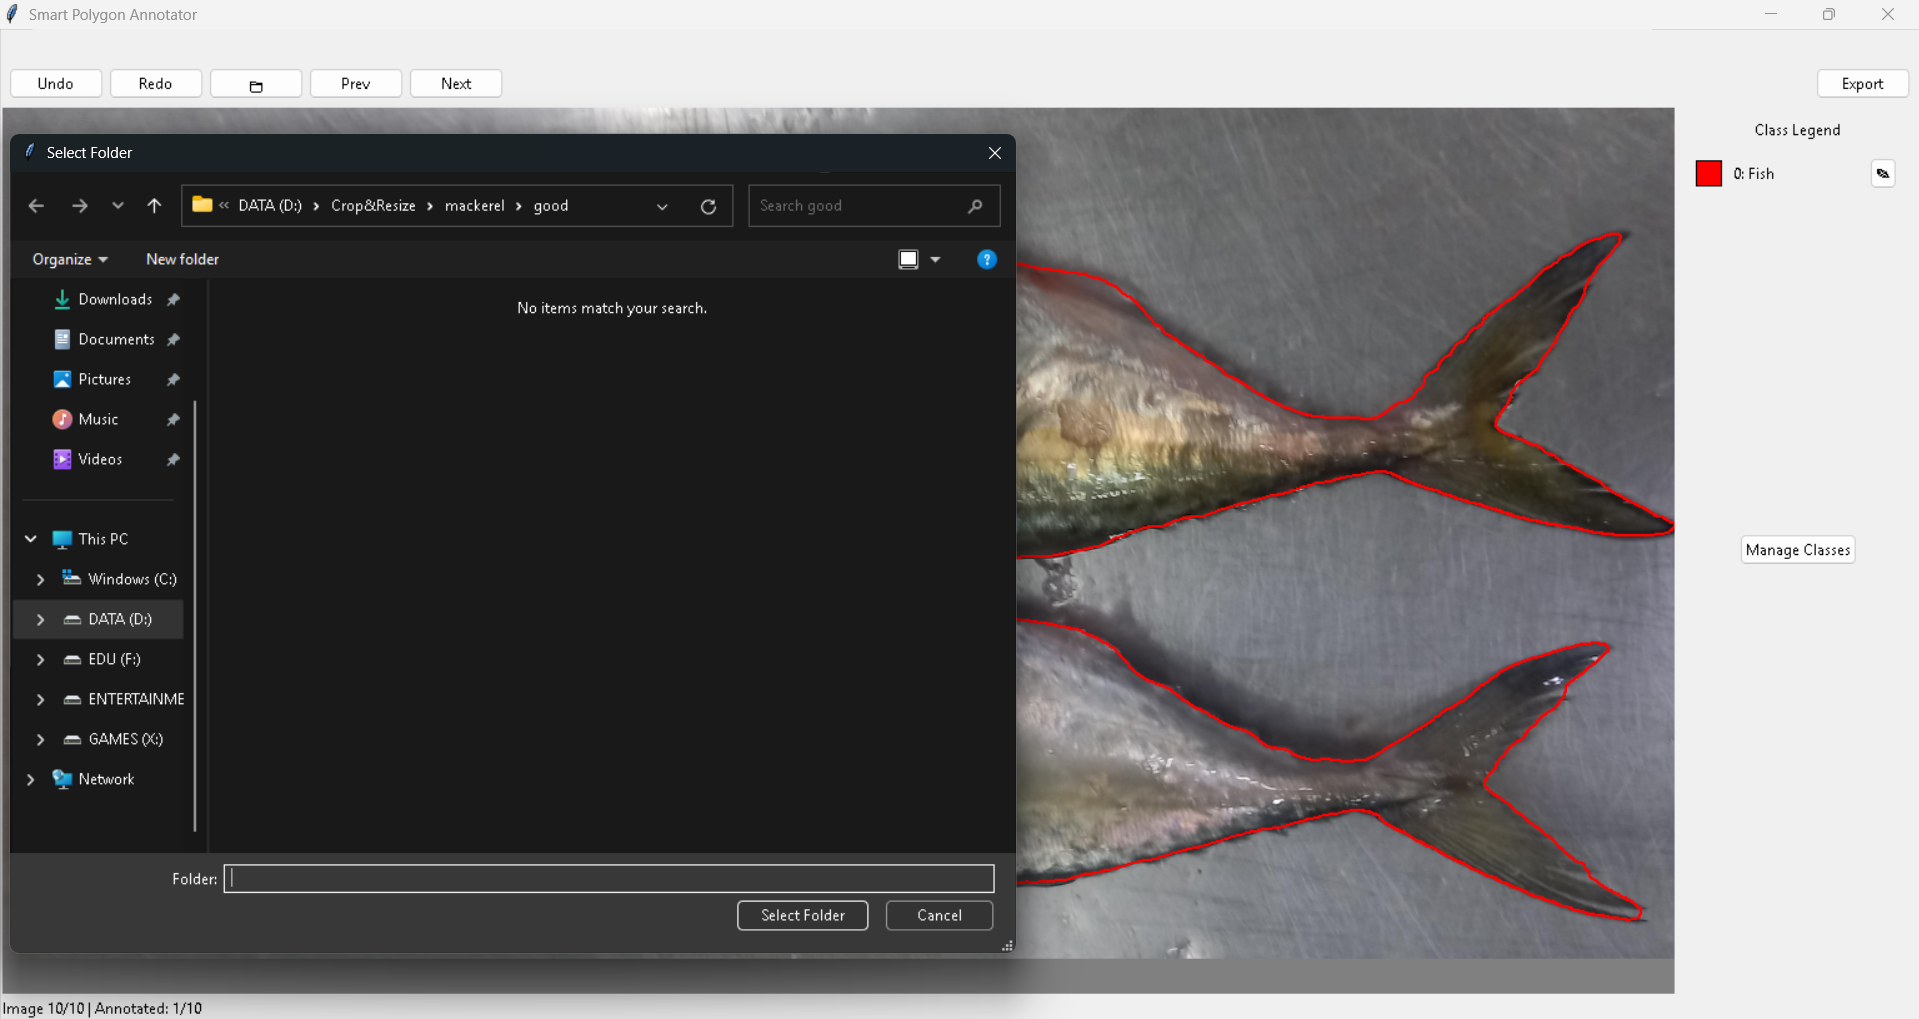 Smart Polygon Annotator
Undo Redo Prev Next Export
Class Legend
0: Fish
Manage Classes
Select Folder
« DATA (D:) › Crop&Resize › mackerel › good
Search good
Organize New folder
?
No items match your search.
Downloads
Documents
Pictures
Music
Videos
This PC
Windows (C:)
DATA (D:)
EDU (F:)
ENTERTAINME
GAMES (X:)
Network
Folder:
Select Folder Cancel
Image 10/10 | Annotated: 1/10